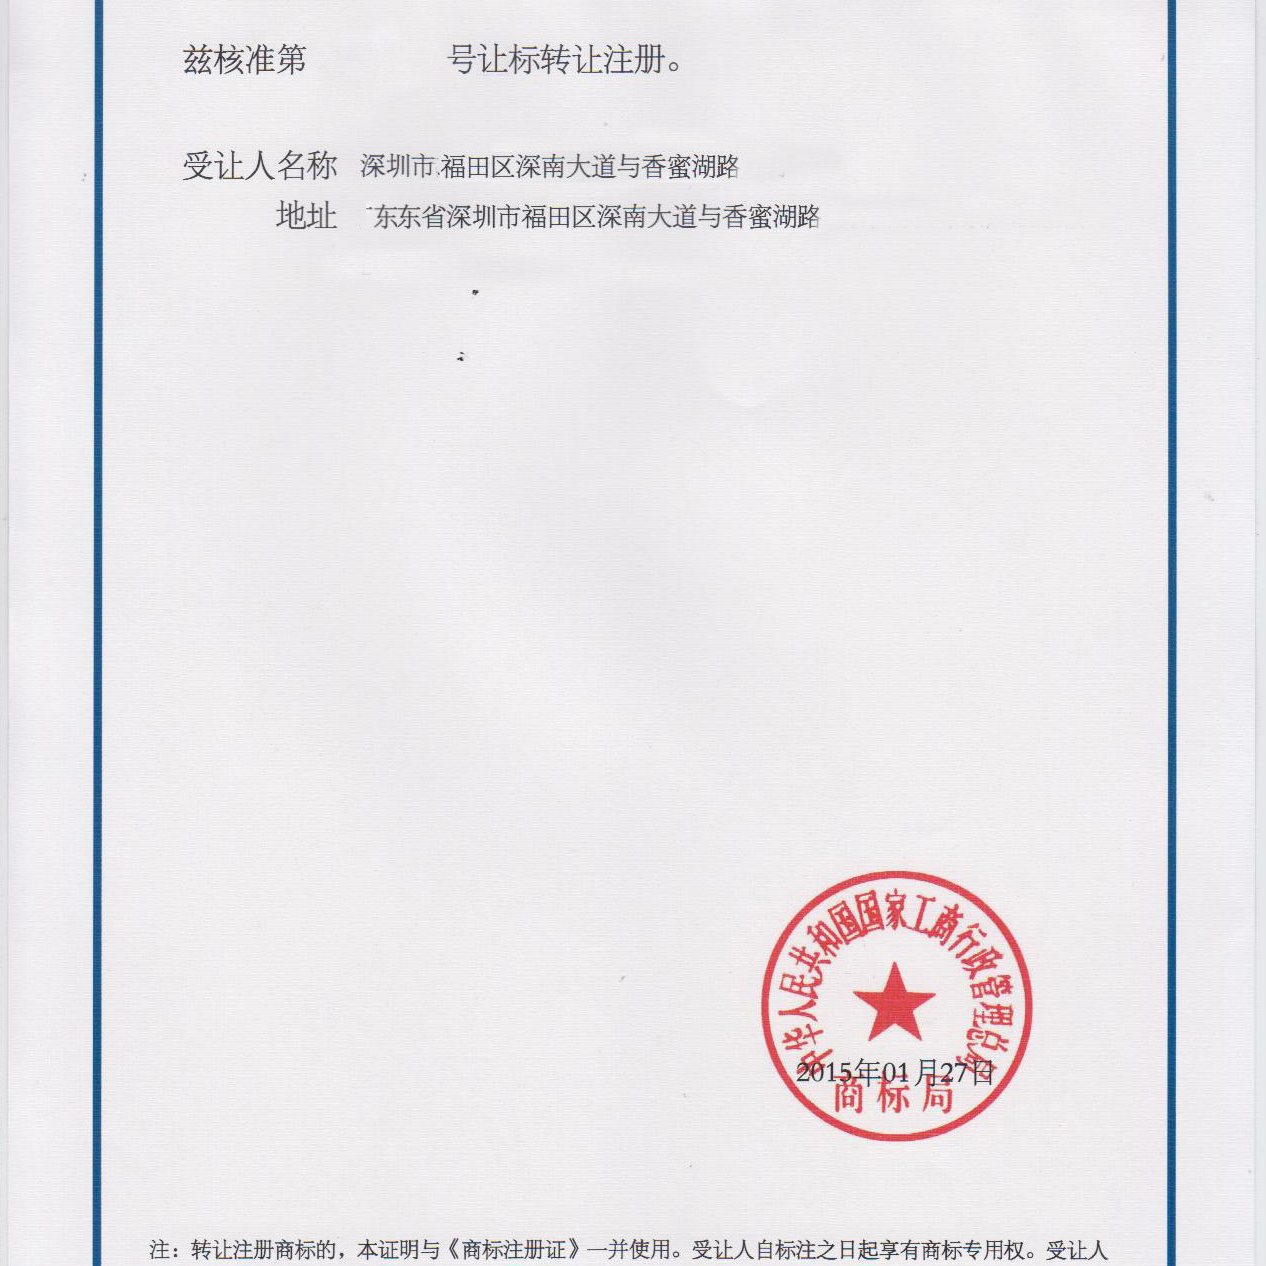 兹核准第 号让标转让注册。
受让人名称 深圳市福田区深南大道与香蜜湖路
地址 东东省深圳市福田区深南大道与香蜜湖路
中华人民共和国国家工商行政管理总局
2015年01月27日
商标局
注：转让注册商标的，本证明与《商标注册证》一并使用。受让人自标注之日起享有商标专用权。受让人